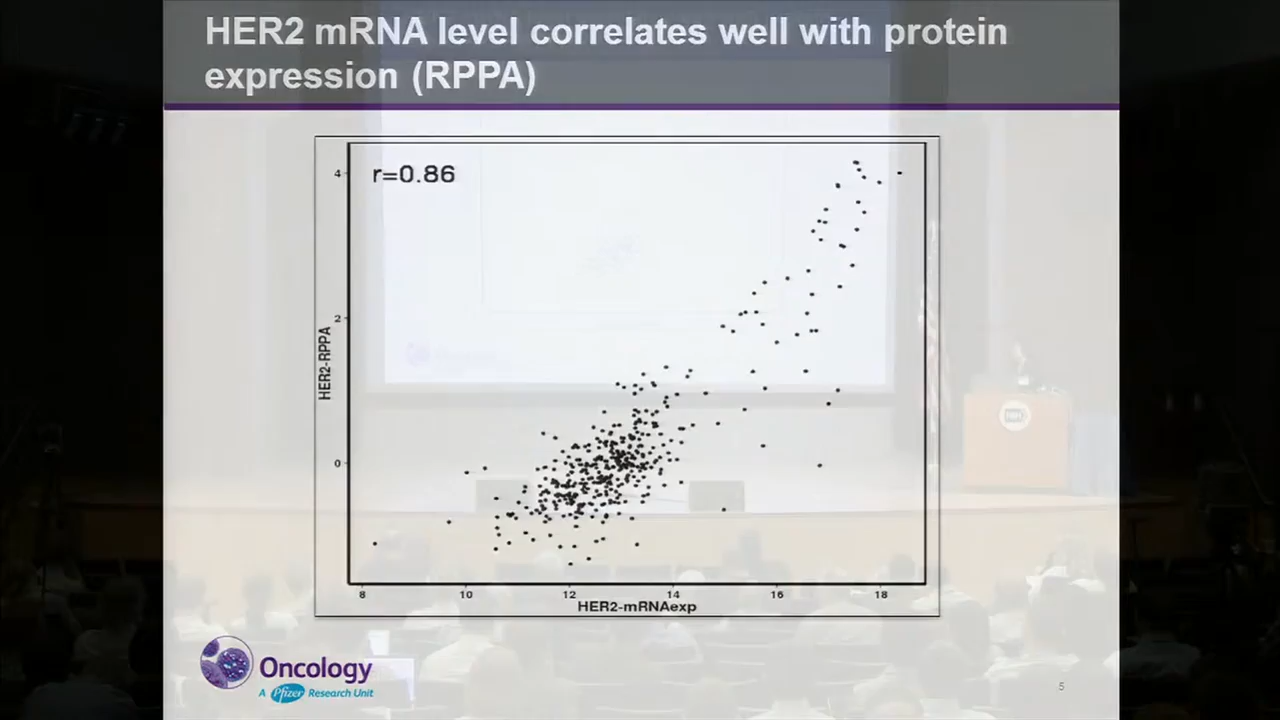 HER2 mRNA level correlates well with protein
expression (RPPA)
r=0.86
4
2
0
HER2-RPPA
8 10 12 14 16 18
HER2-mRNAexp
Oncology
A Pfizer Research Unit
5
NIH